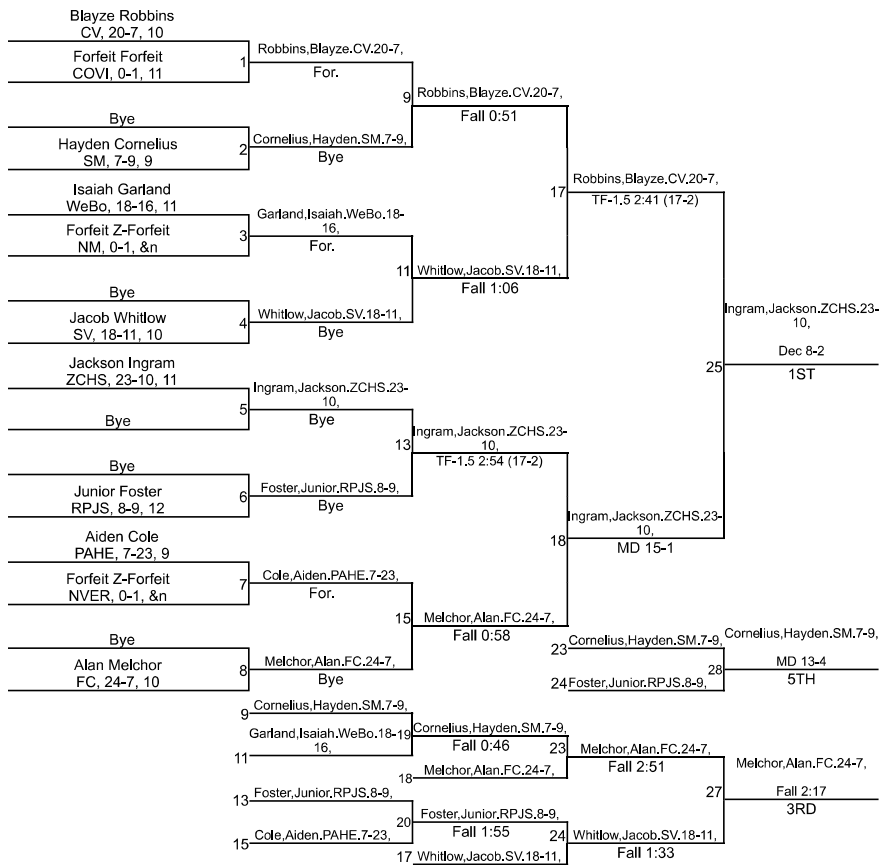 Blayze Robbins
CV, 20-7, 10
Forfeit Forfeit
COVI, 0-1, 11
1
Robbins,Blayze.CV.20-7,
For.
Bye
Hayden Cornelius
SM, 7-9, 9
2
Cornelius,Hayden.SM.7-9,
Bye
9
Robbins,Blayze.CV.20-7,
Fall 0:51
Isaiah Garland
WeBo, 18-16, 11
Forfeit Z-Forfeit
NM, 0-1, &n
3
Garland,Isaiah.WeBo.18-
16,
For.
Bye
Jacob Whitlow
SV, 18-11, 10
4
Whitlow,Jacob.SV.18-11,
Bye
11
Whitlow,Jacob.SV.18-11,
Fall 1:06
17
Robbins,Blayze.CV.20-7,
TF-1.5 2:41 (17-2)
Jackson Ingram
ZCHS, 23-10, 11
Bye
5
Ingram,Jackson.ZCHS.23-
10,
Bye
Bye
Junior Foster
RPJS, 8-9, 12
6
Foster,Junior.RPJS.8-9,
Bye
13
Ingram,Jackson.ZCHS.23-
10,
TF-1.5 2:54 (17-2)
Aiden Cole
PAHE, 7-23, 9
Forfeit Z-Forfeit
NVER, 0-1, &n
7
Cole,Aiden.PAHE.7-23,
For.
Bye
Alan Melchor
FC, 24-7, 10
8
Melchor,Alan.FC.24-7,
Bye
15
Melchor,Alan.FC.24-7,
Fall 0:58
18
Ingram,Jackson.ZCHS.23-
10,
MD 15-1
25
Ingram,Jackson.ZCHS.23-
10,
Dec 8-2
1ST
23
Cornelius,Hayden.SM.7-9,
24
Foster,Junior.RPJS.8-9,
28
Cornelius,Hayden.SM.7-9,
MD 13-4
5TH
9
Cornelius,Hayden.SM.7-9,
Garland,Isaiah.WeBo.18-
16,
11
19
Cornelius,Hayden.SM.7-9,
Fall 0:46
18
Melchor,Alan.FC.24-7,
23
Melchor,Alan.FC.24-7,
Fall 2:51
13
Foster,Junior.RPJS.8-9,
15
Cole,Aiden.PAHE.7-23,
20
Foster,Junior.RPJS.8-9,
Fall 1:55
17
Whitlow,Jacob.SV.18-11,
24
Whitlow,Jacob.SV.18-11,
Fall 1:33
27
Melchor,Alan.FC.24-7,
Fall 2:17
3RD